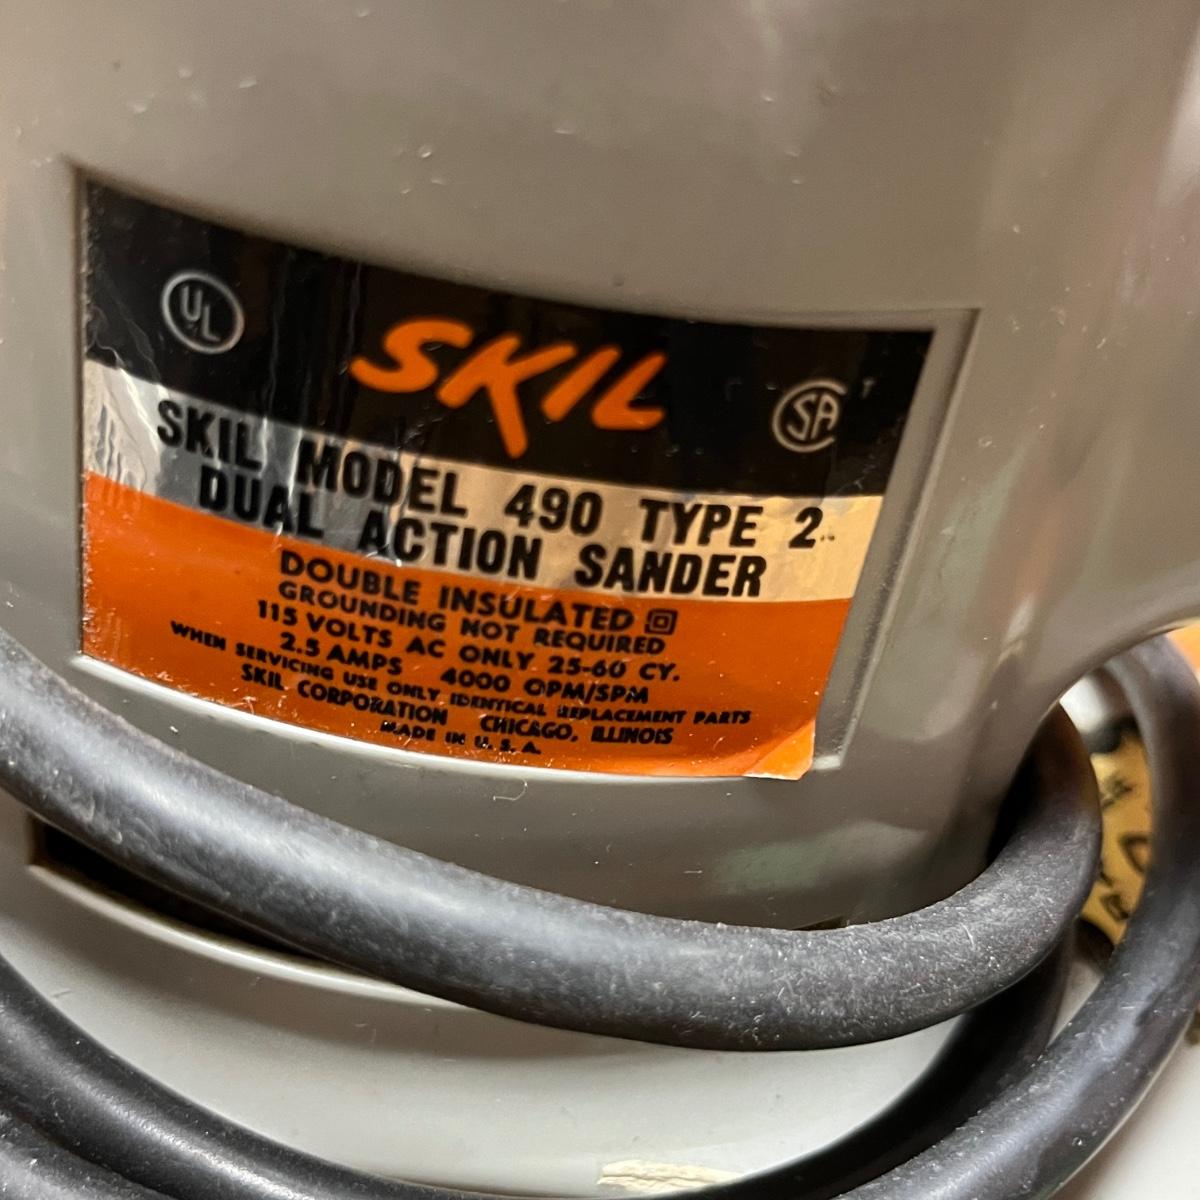 UL
SKIL
SA
SKIL MODEL 490 TYPE 2
DUAL ACTION SANDER
DOUBLE INSULATED
GROUNDING NOT REQUIRED
115 VOLTS AC ONLY 25-60 CY.
2.5 AMPS 4000 OPM/SPM
WHEN SERVICING USE ONLY IDENTICAL REPLACEMENT PARTS
SKIL CORPORATION CHICAGO, ILLINOIS
MADE IN U. S. A.